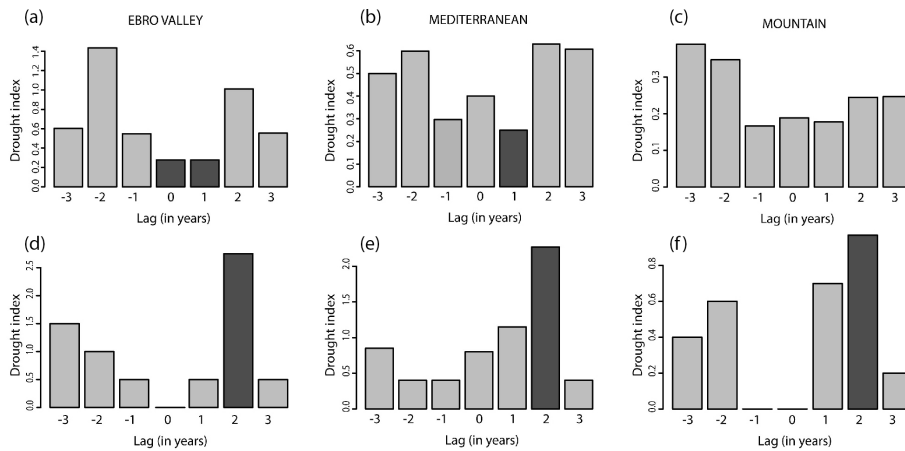 (a) EBRO VALLEY (b) MEDITERRANEAN (c) MOUNTAIN
Drought index
0.0 0.2 0.4 0.6 0.8 1.0 1.2 1.4
-3 -2 -1 0 1 2 3
Lag (in years)
Drought index
0.0 0.1 0.2 0.3 0.4 0.5 0.6
-3 -2 -1 0 1 2 3
Lag (in years)
Drought index
0.0 0.1 0.2 0.3
-3 -2 -1 0 1 2 3
Lag (in years)
(d)
Drought index
0.0 0.5 1.0 1.5 2.0 2.5
-3 -2 -1 0 1 2 3
Lag (in years)
(e)
Drought index
0.0 0.5 1.0 1.5 2.0
-3 -2 -1 0 1 2 3
Lag (in years)
(f)
Drought index
0.0 0.2 0.4 0.6 0.8
-3 -2 -1 0 1 2 3
Lag (in years)